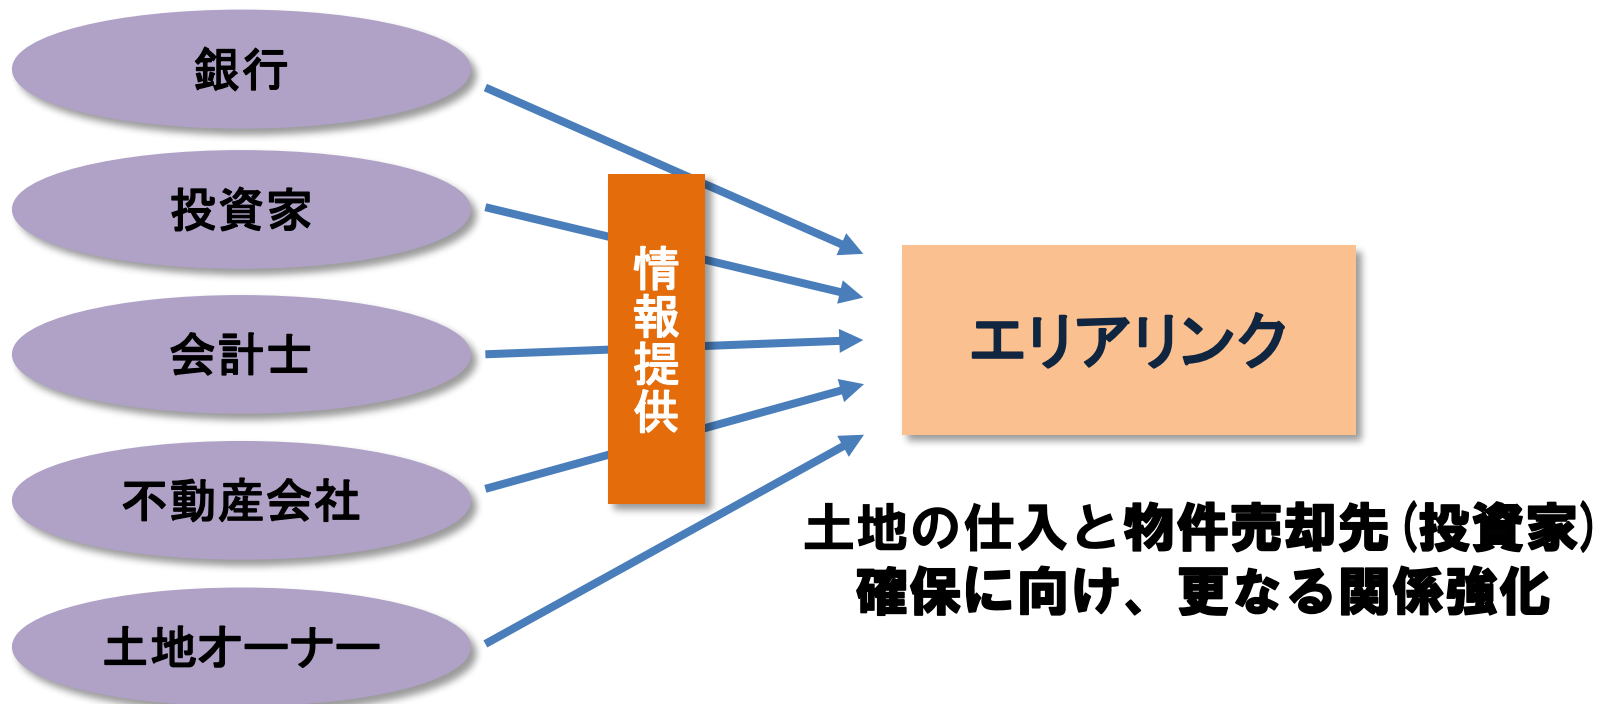 銀行
投資家
会計士
不動産会社
土地オーナー
情報提供
エリアリンク
土地の仕入と物件売却先(投資家)
確保に向け、更なる関係強化